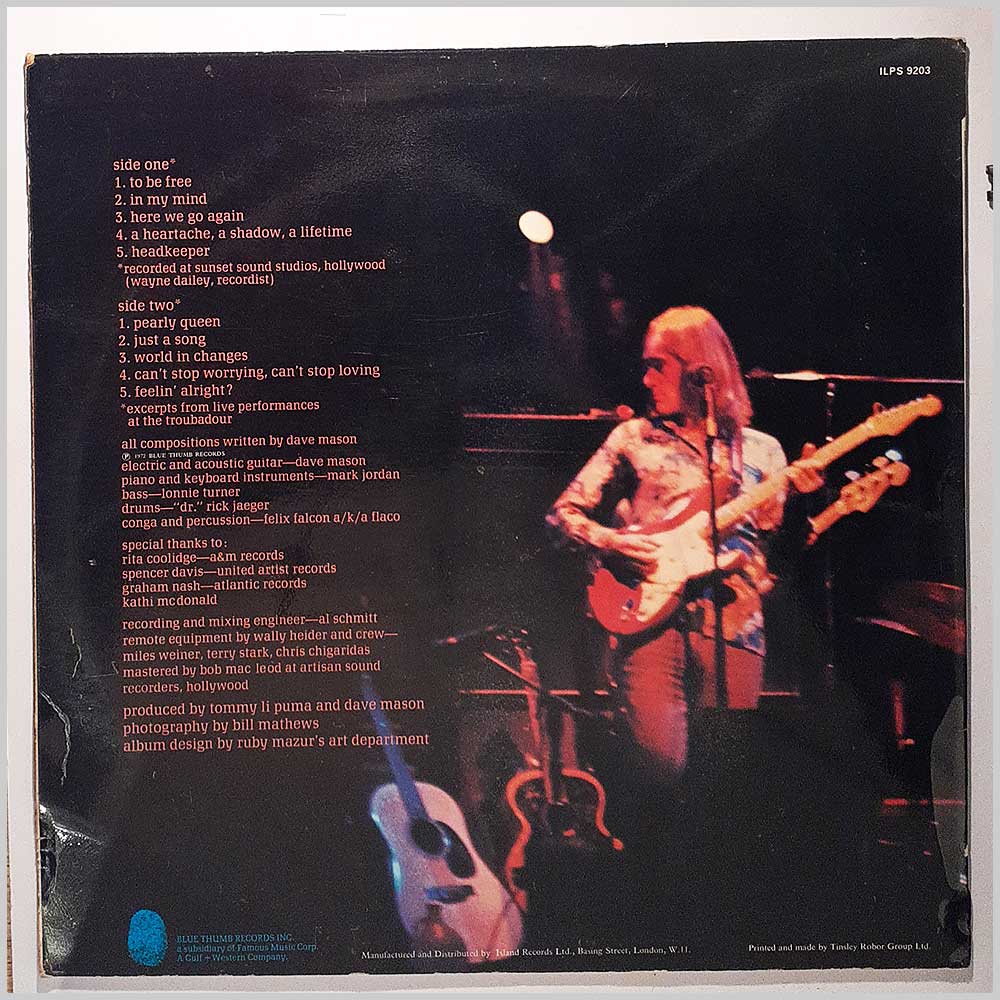 ILPS 9203
side one*
1. to be free
2. in my mind
3. here we go again
4. a heartache, a shadow, a lifetime
5. headkeeper
*recorded at sunset sound studios, hollywood
(wayne dailey, recordist)
side two*
1. pearly queen
2. just a song
3. world in changes
4. can't stop worrying, can't stop loving
5. feelin' alright?
*excerpts from live performances
at the troubadour
all compositions written by dave mason
Ⓟ 1972 BLUE THUMB RECORDS
electric and acoustic guitar—dave mason
piano and keyboard instruments—mark jordan
bass—lonnie turner
drums—"dr." rick jaeger
conga and percussion—felix falcon a/k/a flaco
special thanks to:
rita coolidge—a&m records
spencer davis—united artist records
graham nash—atlantic records
kathi mcdonald
recording and mixing engineer—al schmitt
remote equipment by wally heider and crew—
miles weiner, terry stark, chris chigaridas
mastered by bob mac leod at artisan sound
recorders, hollywood
produced by tommy li puma and dave mason
photography by bill mathews
album design by ruby mazur's art department
BLUE THUMB RECORDS INC.
a subsidiary of Famous Music Corp.
A Gulf + Western Company.
Manufactured and Distributed by Island Records Ltd., Basing Street, London, W.11.
Printed and made by Tinsley Robor Group Ltd.